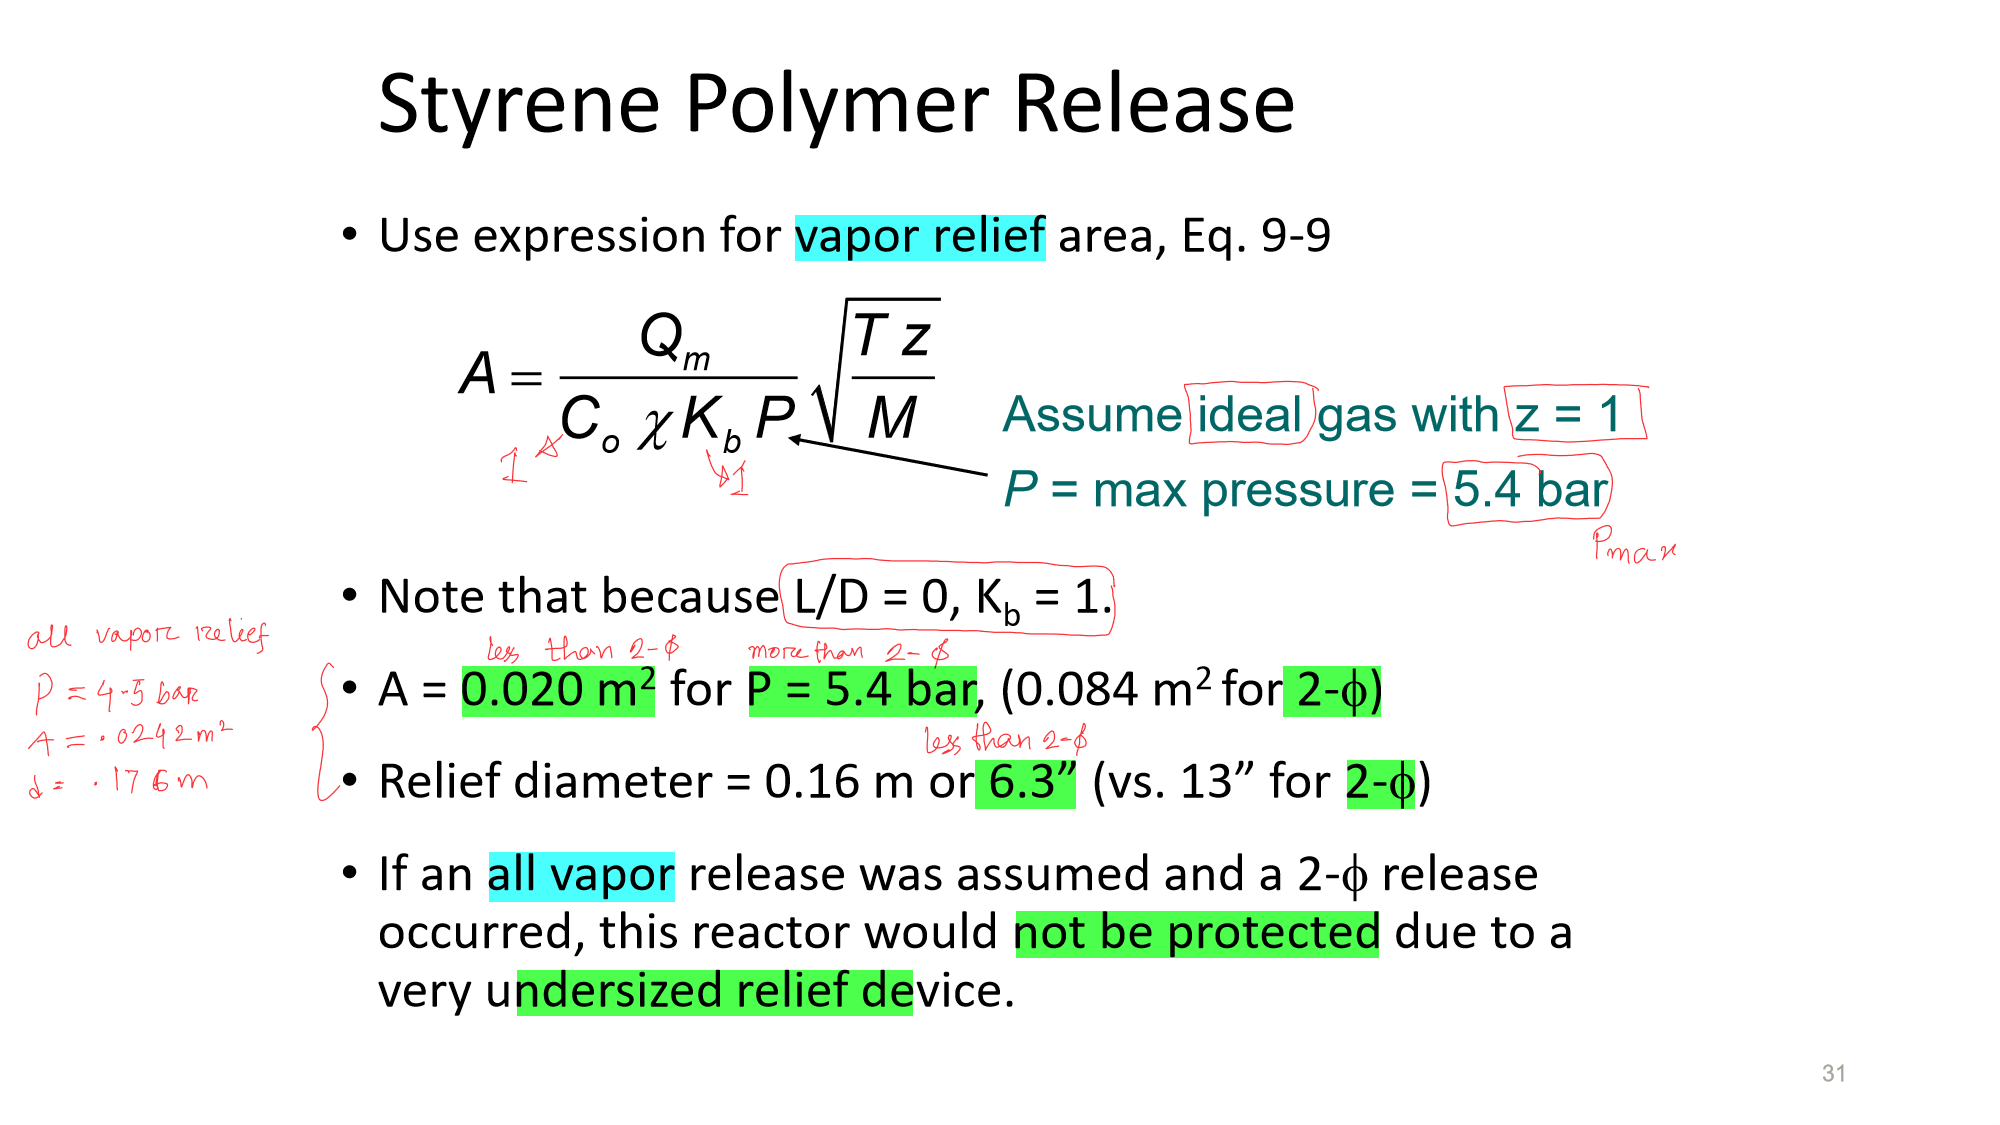 Styrene Polymer Release
• Use expression for vapor relief area, Eq. 9-9
A = Q_m / (C_o χ K_b P) √(T z / M)
1
1
Assume ideal gas with z = 1
P = max pressure = 5.4 bar
Pmax
• Note that because L/D = 0, K_b = 1.
less than 2-ϕ more than 2-ϕ
• A = 0.020 m² for P = 5.4 bar, (0.084 m² for 2-ϕ)
less than 2-ϕ
• Relief diameter = 0.16 m or 6.3” (vs. 13” for 2-ϕ)
all vapor relief
P = 4.5 bar
A = .0242 m²
d = .176 m
• If an all vapor release was assumed and a 2-ϕ release
occurred, this reactor would not be protected due to a
very undersized relief device.
31